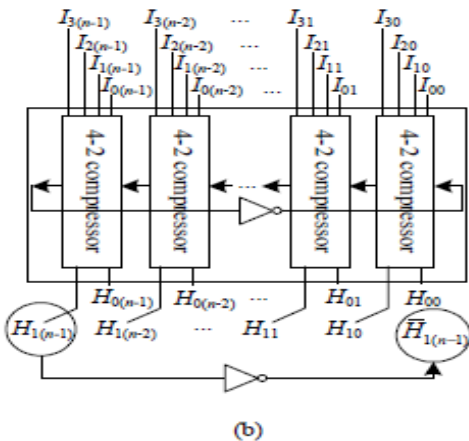 I3(n-1) I3(n-2) ... I31 I30
I2(n-1) I2(n-2) ... I21 I20
I1(n-1) I1(n-2) ... I11 I10
I0(n-1) I0(n-2) I01 I00
4-2 compressor 4-2 compressor 4-2 compressor 4-2 compressor
...
H0(n-1) H0(n-2) ... H01 H00
H1(n-1) H1(n-2) ... H11 H10 H̅1(n-1)
(b)